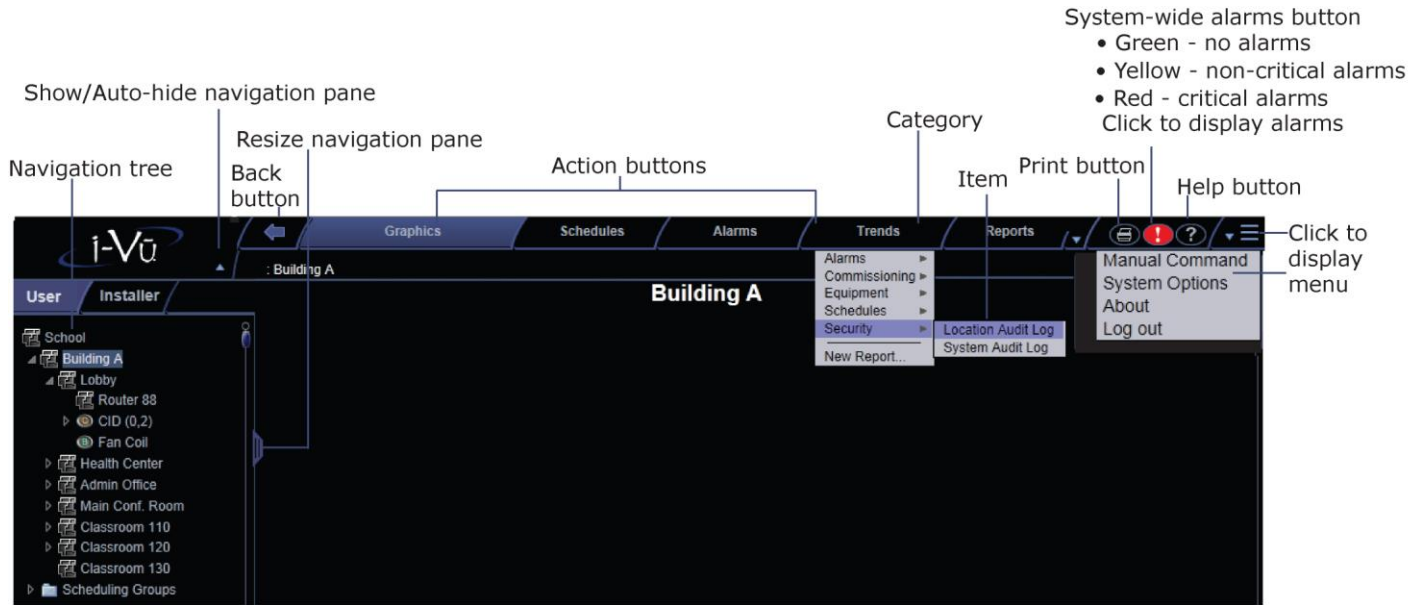 System-wide alarms button
• Green - no alarms
• Yellow - non-critical alarms
• Red - critical alarms
Click to display alarms
Show/Auto-hide navigation pane
Category
Resize navigation pane
Navigation tree
Back
button
Action buttons
Item
Print button
Help button
i-Vū
Graphics
Schedules
Alarms
Trends
Reports
!
?
Click to
display
menu
: Building A
Alarms
Commissioning
Equipment
Schedules
Security
New Report...
Location Audit Log
System Audit Log
Manual Command
System Options
About
Log out
User
Installer
Building A
School
Building A
Lobby
Router 88
CID (0,2)
Fan Coil
Health Center
Admin Office
Main Conf. Room
Classroom 110
Classroom 120
Classroom 130
Scheduling Groups